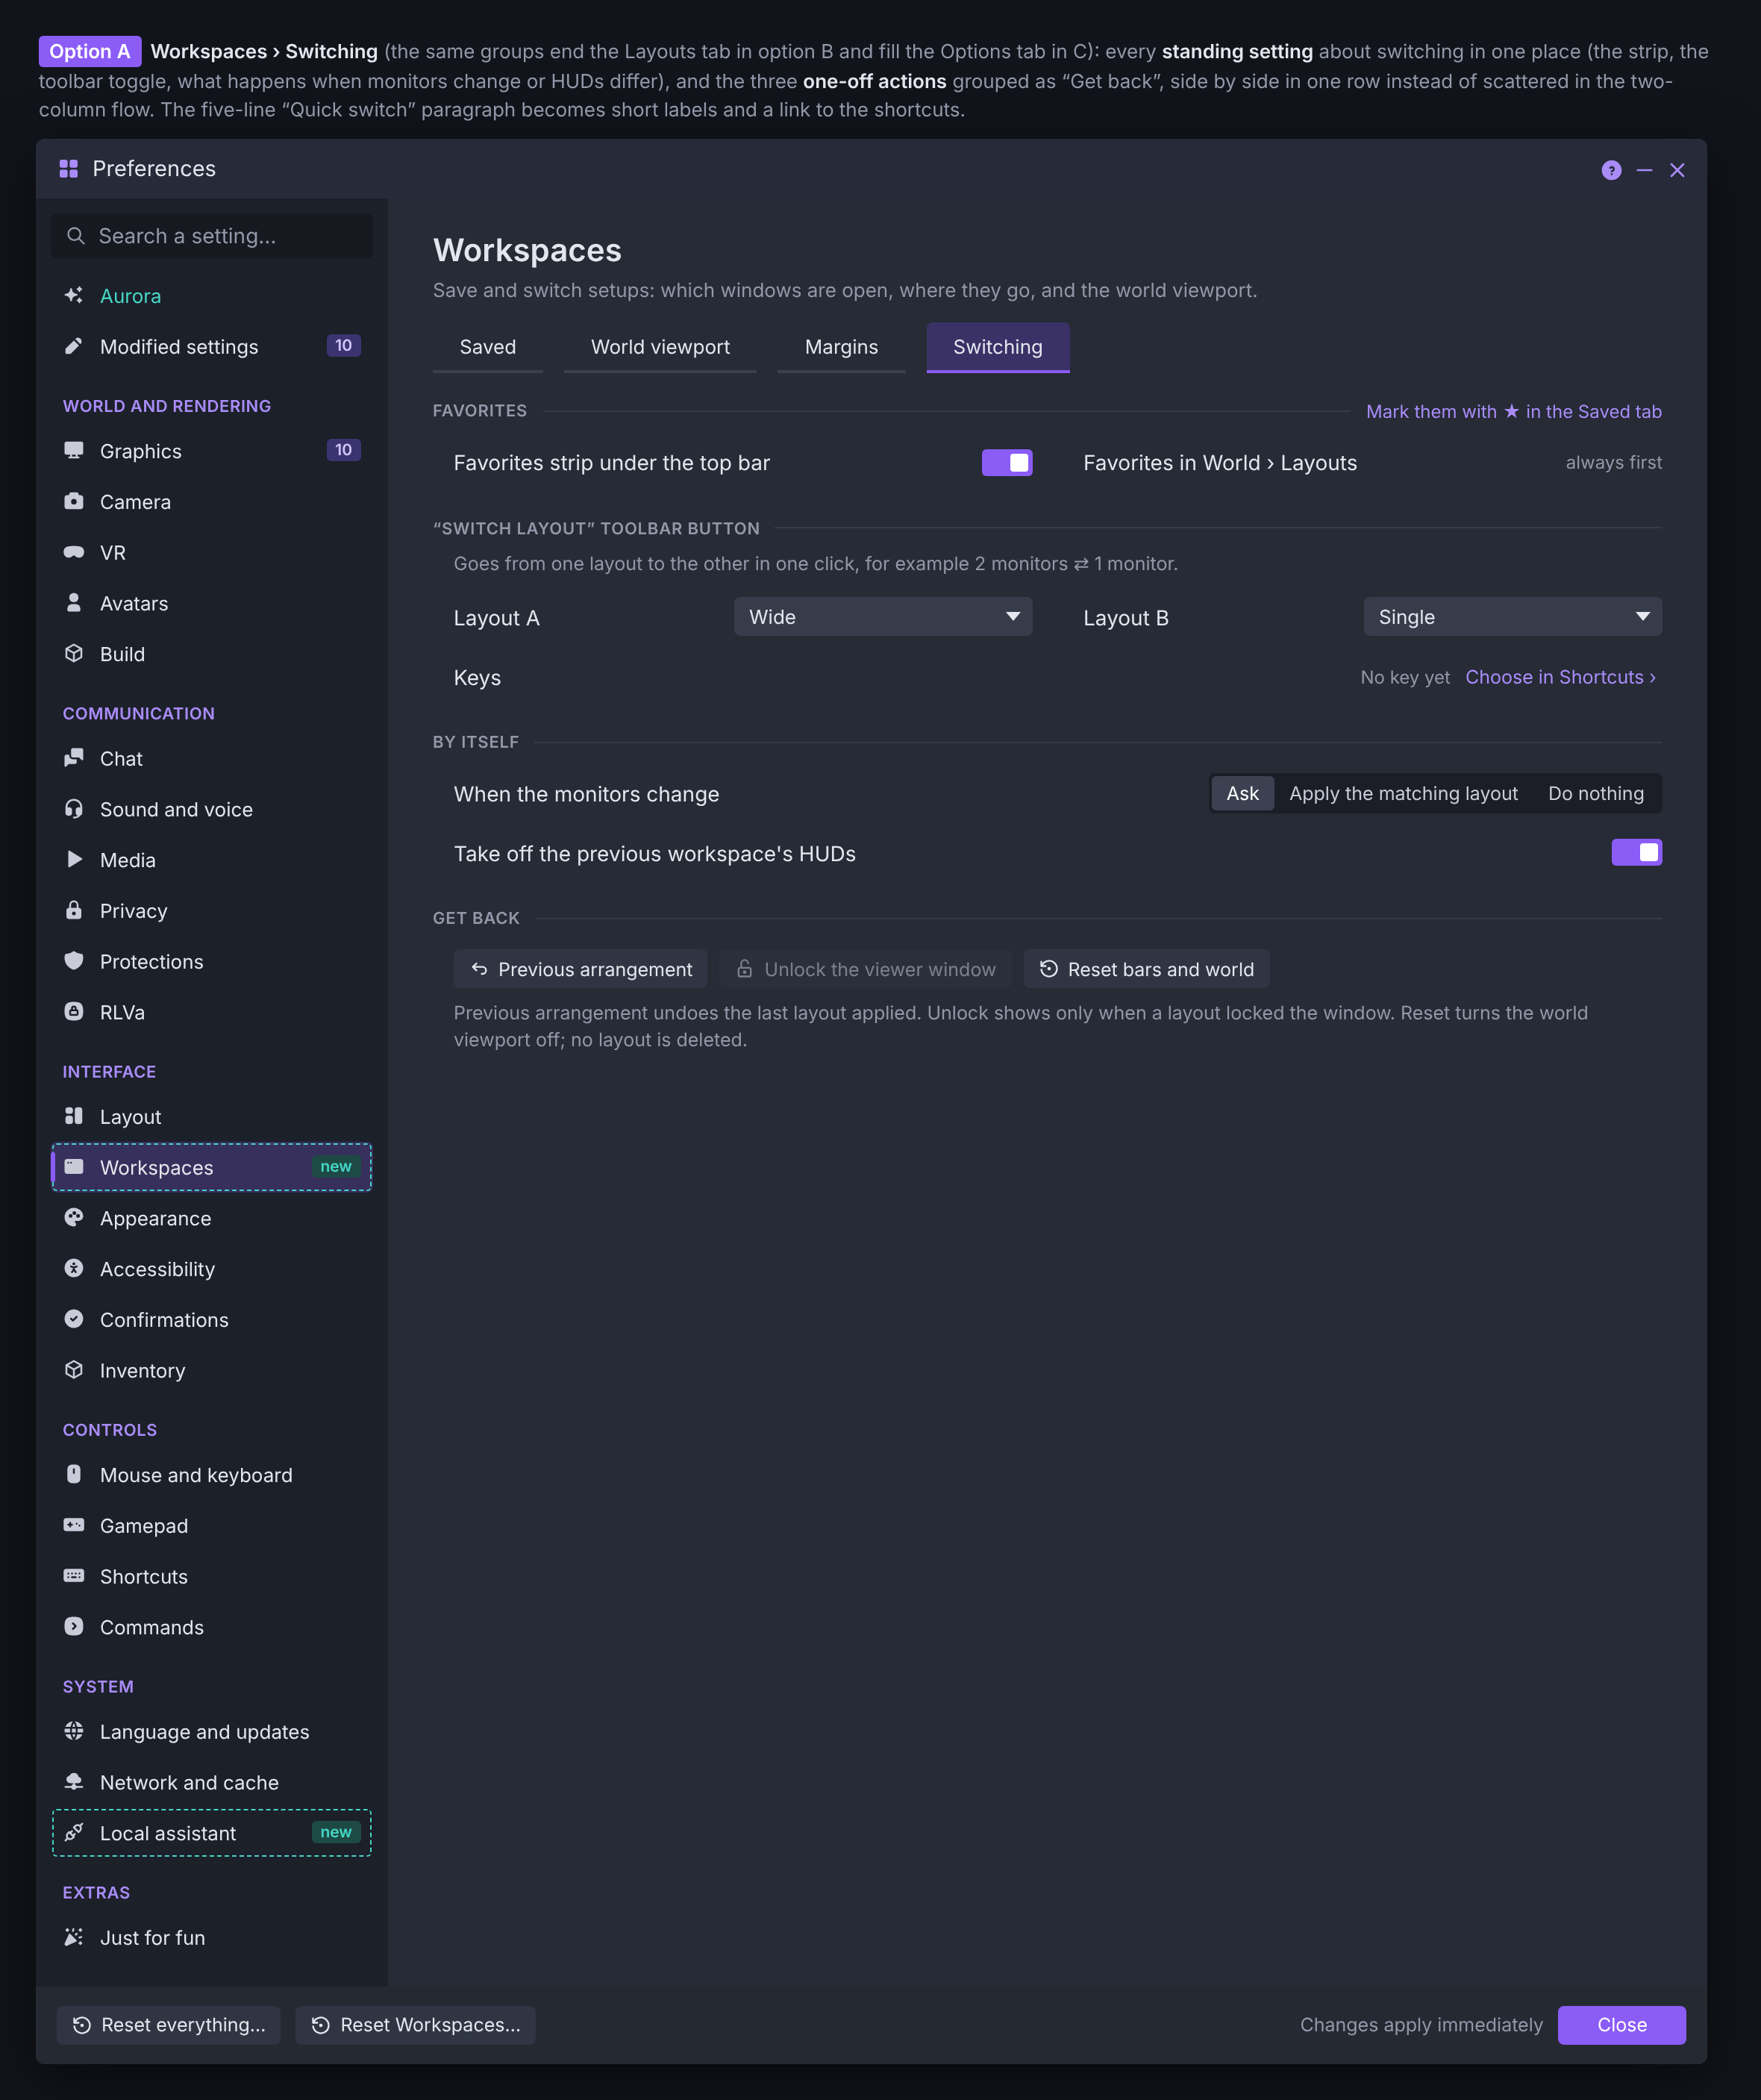 Option A Workspaces › Switching (the same groups end the Layouts tab in option B and fill the Options tab in C): every standing setting about switching in one place (the strip, the
toolbar toggle, what happens when monitors change or HUDs differ), and the three one-off actions grouped as “Get back”, side by side in one row instead of scattered in the two-
column flow. The five-line “Quick switch” paragraph becomes short labels and a link to the shortcuts.
Preferences
Search a setting...
Aurora
Modified settings 10
WORLD AND RENDERING
Graphics 10
Camera
VR
Avatars
Build
COMMUNICATION
Chat
Sound and voice
Media
Privacy
Protections
RLVa
INTERFACE
Layout
Workspaces new
Appearance
Accessibility
Confirmations
Inventory
CONTROLS
Mouse and keyboard
Gamepad
Shortcuts
Commands
SYSTEM
Language and updates
Network and cache
Local assistant new
EXTRAS
Just for fun
Workspaces
Save and switch setups: which windows are open, where they go, and the world viewport.
Saved World viewport Margins Switching
FAVORITES Mark them with ★ in the Saved tab
Favorites strip under the top bar Favorites in World › Layouts always first
“SWITCH LAYOUT” TOOLBAR BUTTON
Goes from one layout to the other in one click, for example 2 monitors ⇄ 1 monitor.
Layout A Wide Layout B Single
Keys No key yet Choose in Shortcuts ›
BY ITSELF
When the monitors change Ask Apply the matching layout Do nothing
Take off the previous workspace's HUDs
GET BACK
Previous arrangement Unlock the viewer window Reset bars and world
Previous arrangement undoes the last layout applied. Unlock shows only when a layout locked the window. Reset turns the world
viewport off; no layout is deleted.
Reset everything... Reset Workspaces... Changes apply immediately Close